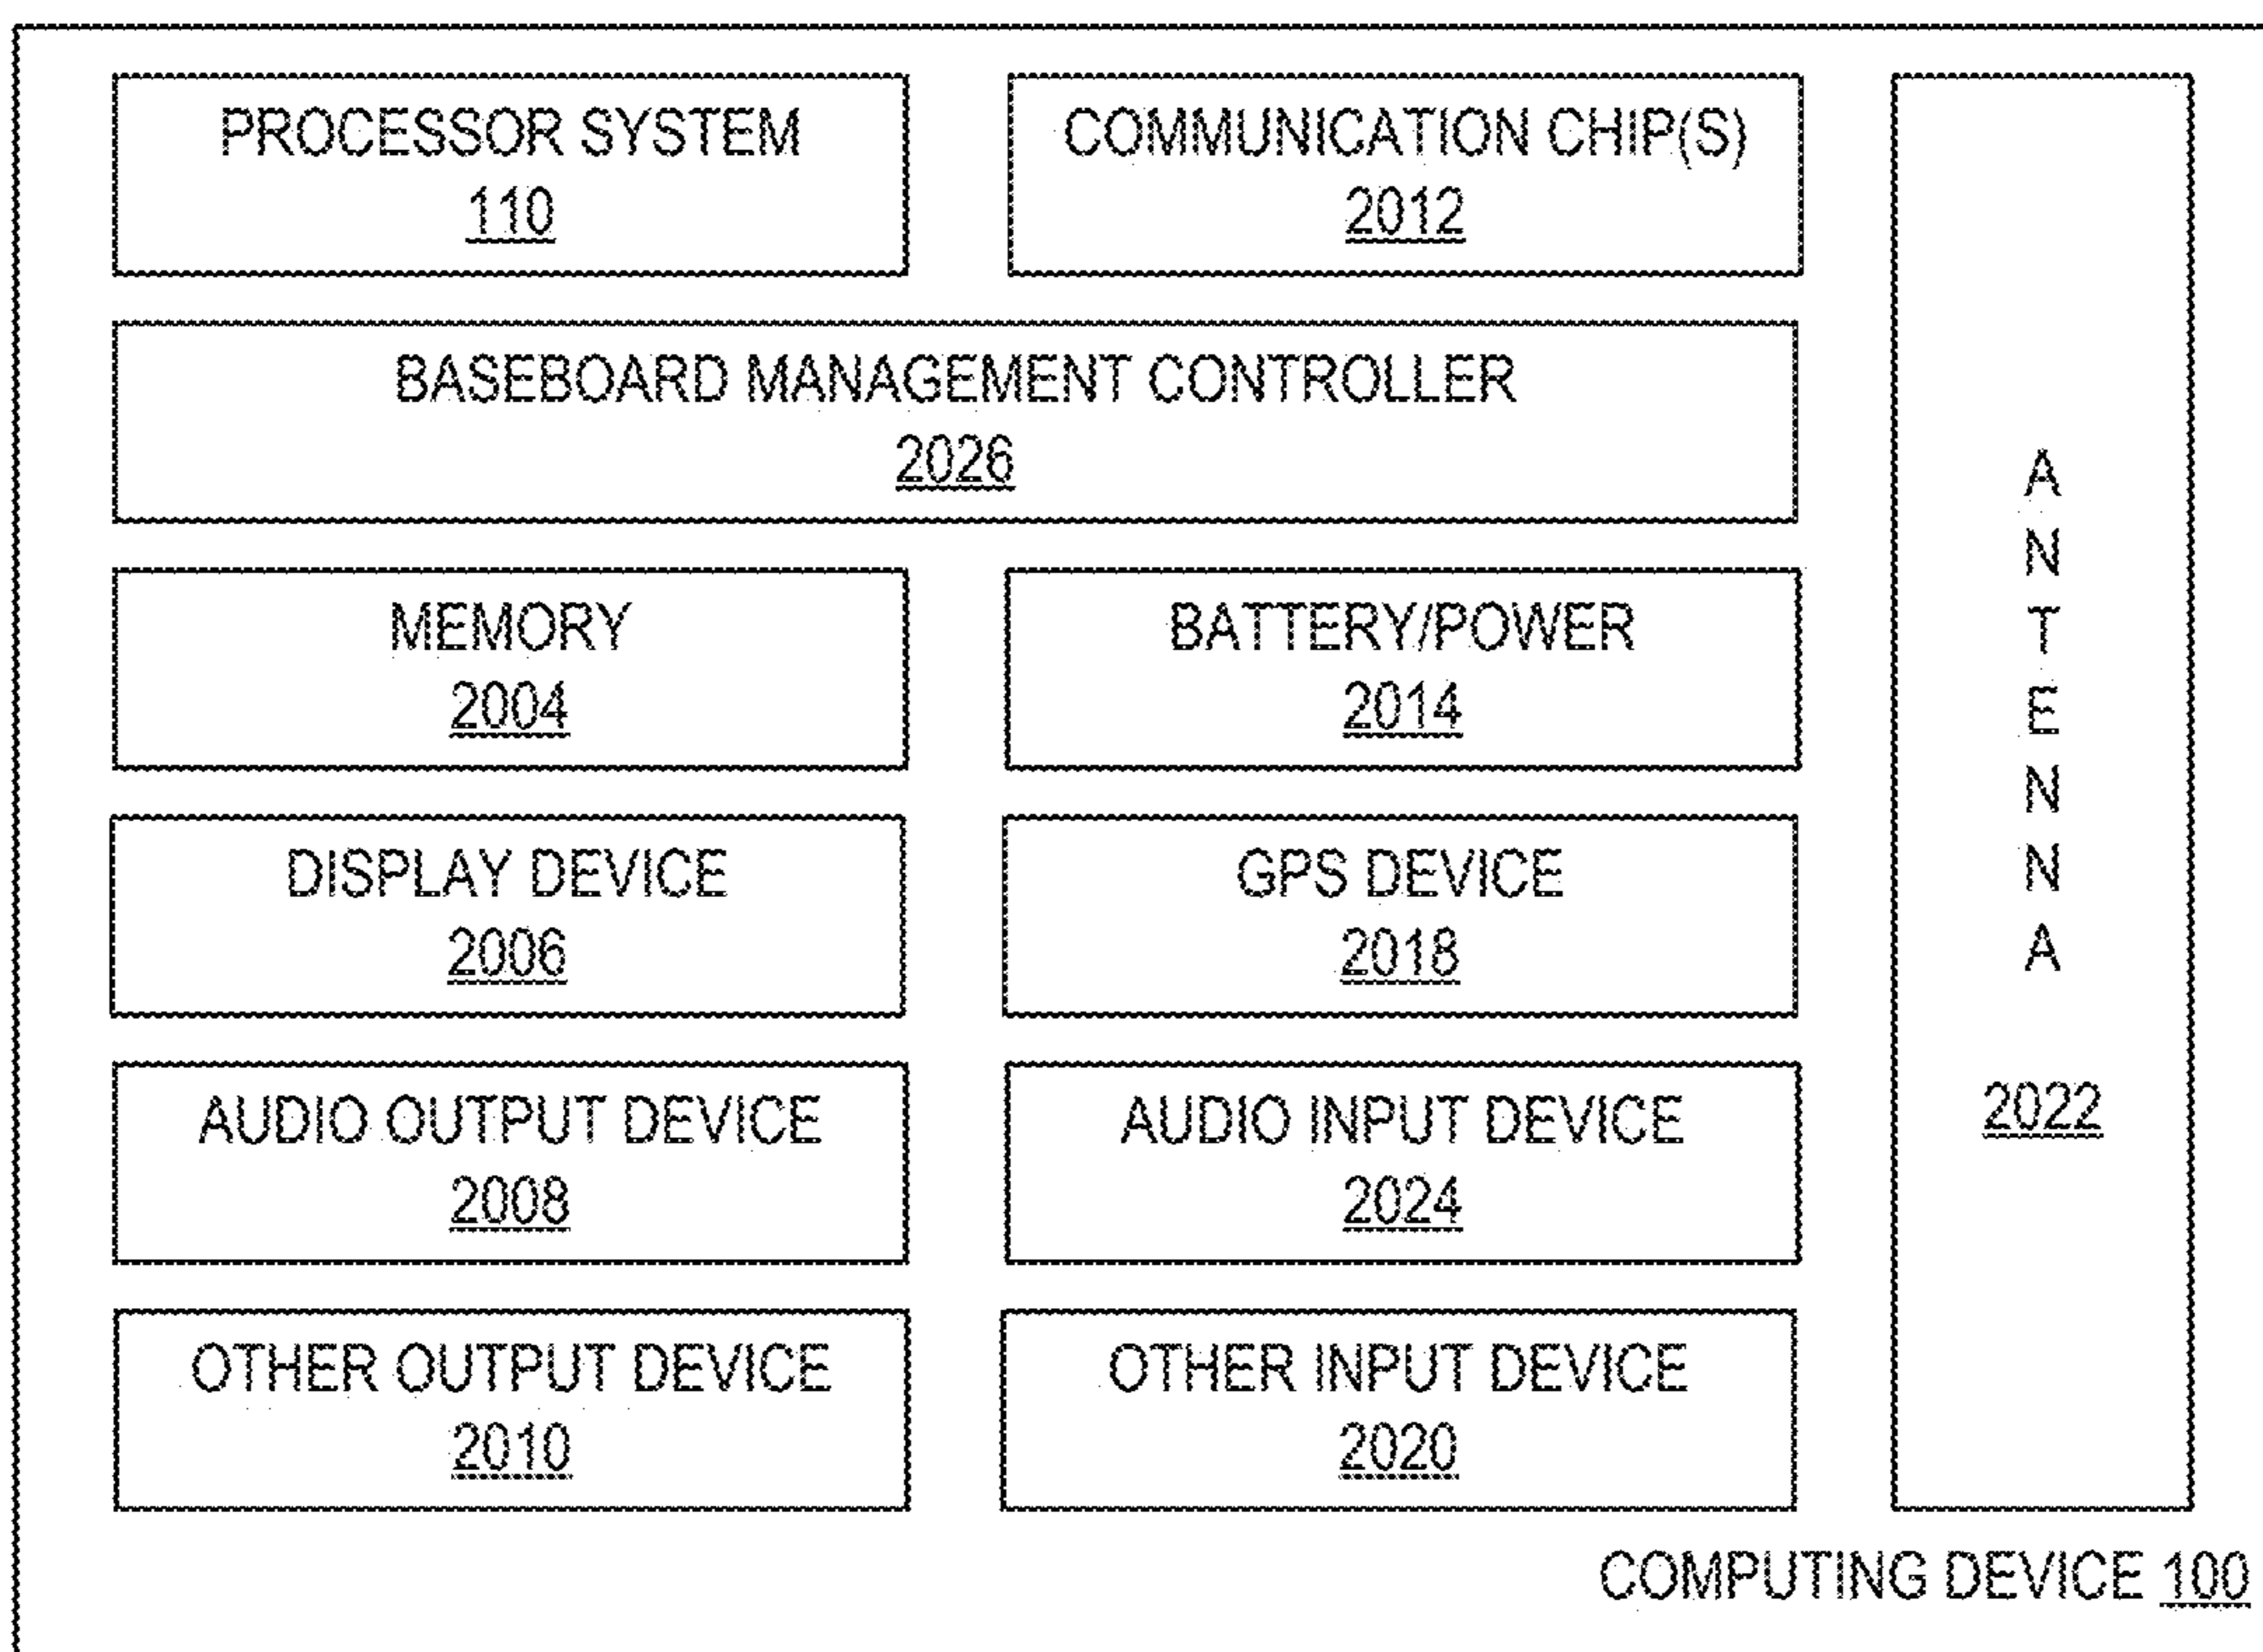 PROCESSOR SYSTEM
110
COMMUNICATION CHIP(S)
2012
BASEBOARD MANAGEMENT CONTROLLER
2026
MEMORY
2004
BATTERY/POWER
2014
DISPLAY DEVICE
2006
GPS DEVICE
2018
AUDIO OUTPUT DEVICE
2008
AUDIO INPUT DEVICE
2024
OTHER OUTPUT DEVICE
2010
OTHER INPUT DEVICE
2020
A
N
T
E
N
N
A
2022
COMPUTING DEVICE 100